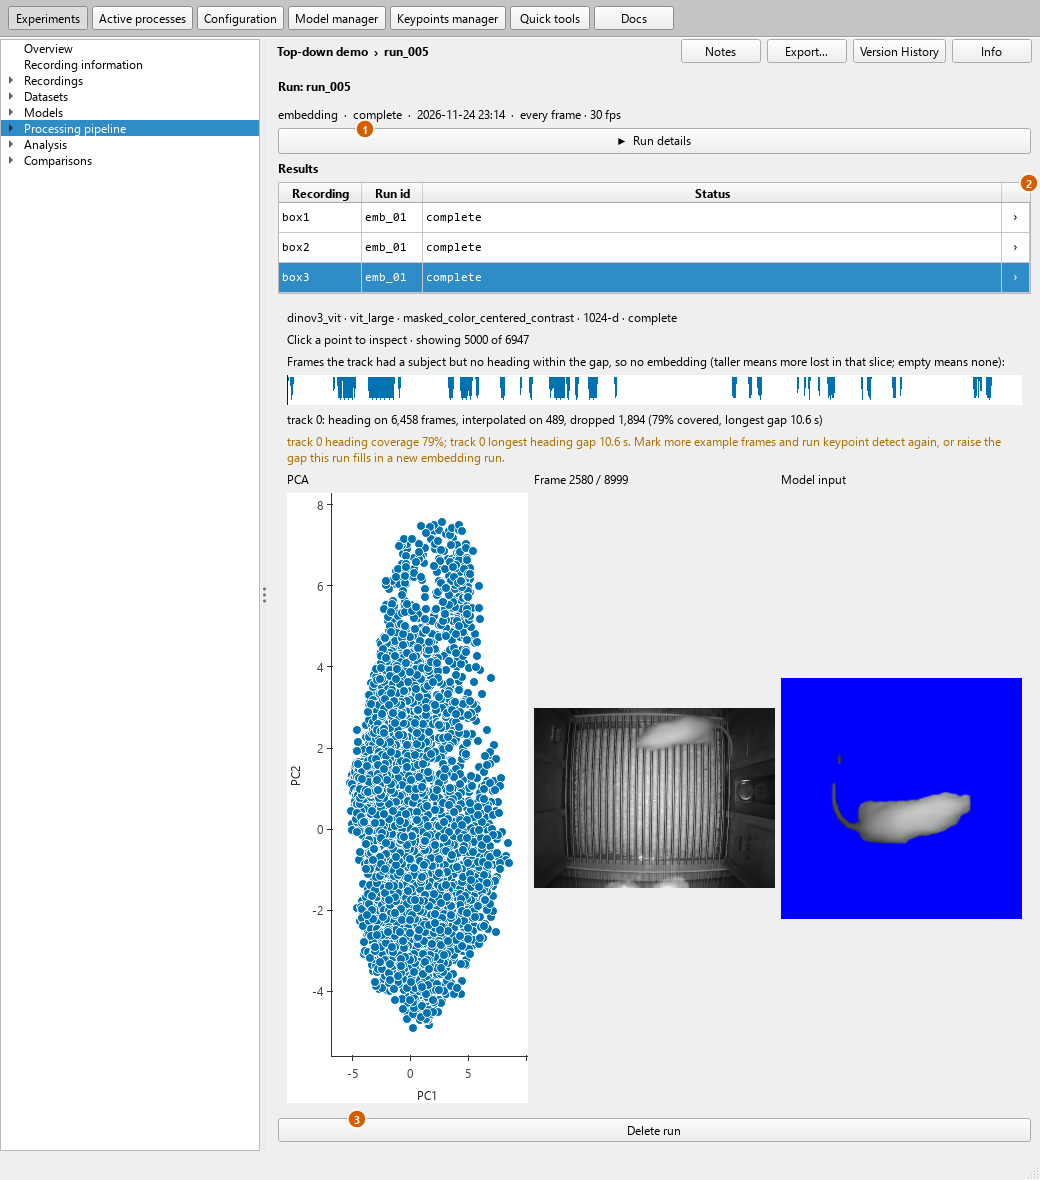 Experiments Active processes Configuration Model manager Keypoints manager Quick tools Docs
Overview
Recording information
Recordings
Datasets
Models
Processing pipeline
Analysis
Comparisons
Top-down demo › run_005
Notes Export... Version History Info
Run: run_005
embedding · complete · 2026-11-24 23:14 · every frame · 30 fps
1
► Run details
Results
2
Recording Run id Status
box1 emb_01 complete ›
box2 emb_01 complete ›
box3 emb_01 complete ›
dinov3_vit · vit_large · masked_color_centered_contrast · 1024-d · complete
Click a point to inspect · showing 5000 of 6947
Frames the track had a subject but no heading within the gap, so no embedding (taller means more lost in that slice; empty means none):
track 0: heading on 6,458 frames, interpolated on 489, dropped 1,894 (79% covered, longest gap 10.6 s)
track 0 heading coverage 79%; track 0 longest heading gap 10.6 s. Mark more example frames and run keypoint detect again, or raise the
gap this run fills in a new embedding run.
PCA Frame 2580 / 8999 Model input
8
6
4
2
0
-2
-4
PC2
-5 0 5
PC1
3
Delete run